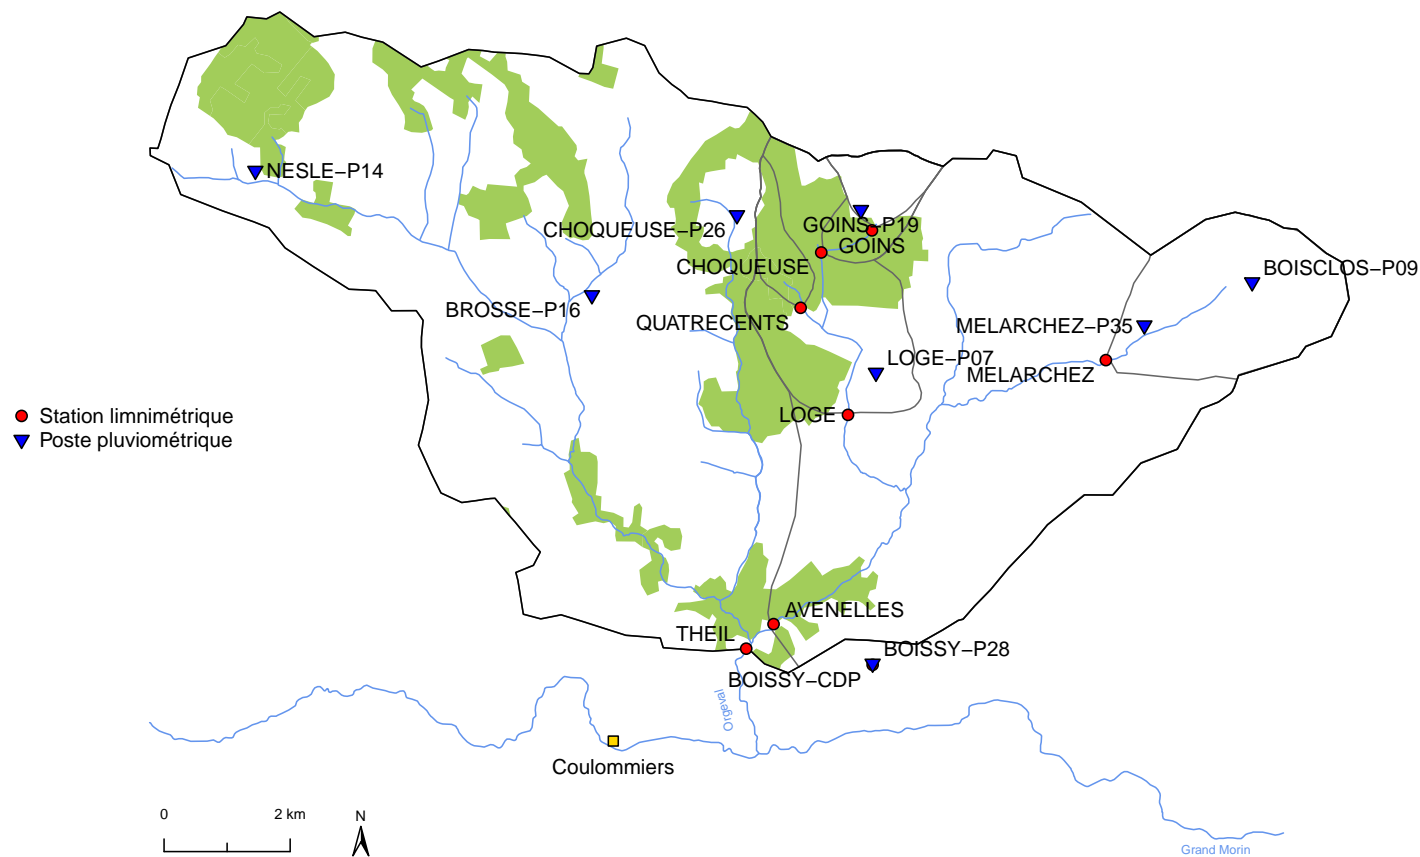 NESLE−P14
CHOQUEUSE−P26
GOINS−P19
GOINS
CHOQUEUSE
BOISCLOS−P09
BROSSE−P16
QUATRECENTS
MELARCHEZ−P35
LOGE−P07
MELARCHEZ
LOGE
Station limnimétrique
Poste pluviométrique
AVENELLES
THEIL
BOISSY−P28
BOISSY−CDP
Orgeval
Coulommiers
0 2 km
N
Grand Morin